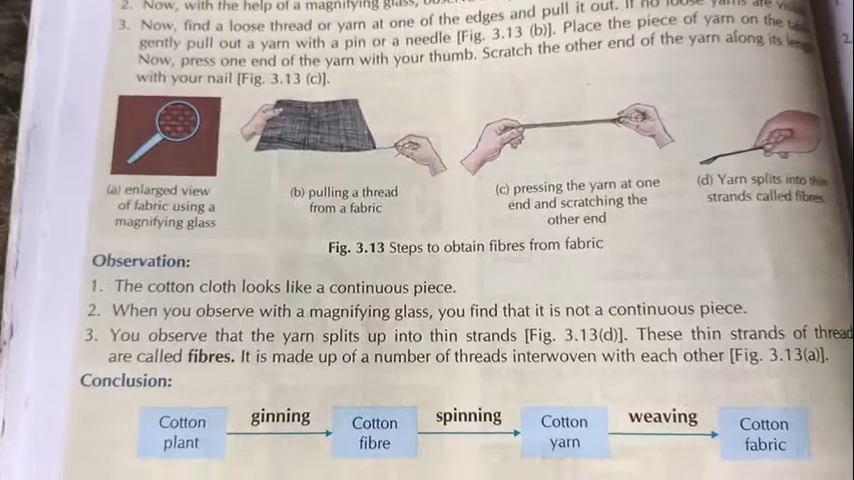 2. Now, with the help of a magnifying glass,
3. Now, find a loose thread or yarn at one of the edges and pull it out. If no loose yarns are
gently pull out a yarn with a pin or a needle [Fig. 3.13 (b)]. Place the piece of yarn on the
Now, press one end of the yarn with your thumb. Scratch the other end of the yarn along its
with your nail [Fig. 3.13 (c)].
2.
(a) enlarged view
of fabric using a
magnifying glass
(b) pulling a thread
from a fabric
(c) pressing the yarn at one
end and scratching the
other end
(d) Yarn splits into thin
strands called fibres
Fig. 3.13 Steps to obtain fibres from fabric
Observation:
1. The cotton cloth looks like a continuous piece.
2. When you observe with a magnifying glass, you find that it is not a continuous piece.
3. You observe that the yarn splits up into thin strands [Fig. 3.13(d)]. These thin strands of thread
are called fibres. It is made up of a number of threads interwoven with each other [Fig. 3.13(a)].
Conclusion:
Cotton
plant
ginning
Cotton
fibre
spinning
Cotton
yarn
weaving
Cotton
fabric